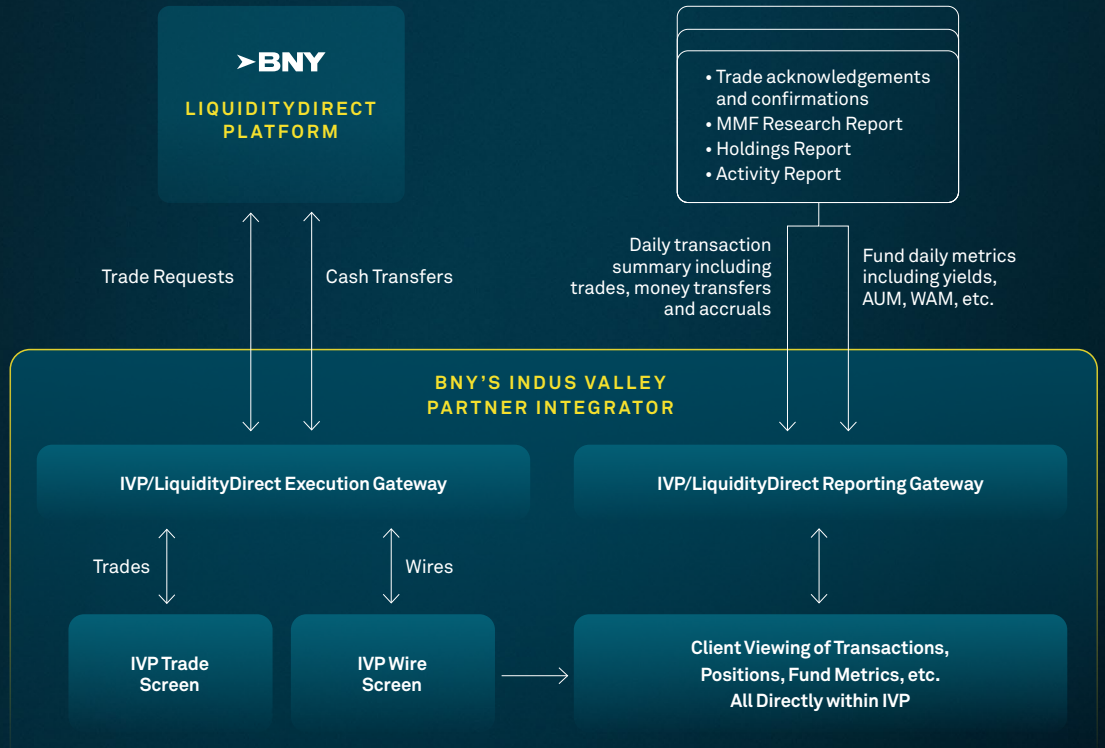 BNY
LIQUIDITYDIRECT
PLATFORM
• Trade acknowledgements
and confirmations
• MMF Research Report
• Holdings Report
• Activity Report
Trade Requests
Cash Transfers
Daily transaction
summary including
trades, money transfers
and accruals
Fund daily metrics
including yields,
AUM, WAM, etc.
BNY'S INDUS VALLEY
PARTNER INTEGRATOR
IVP/LiquidityDirect Execution Gateway
IVP/LiquidityDirect Reporting Gateway
Trades
Wires
IVP Trade
Screen
IVP Wire
Screen
Client Viewing of Transactions,
Positions, Fund Metrics, etc.
All Directly within IVP